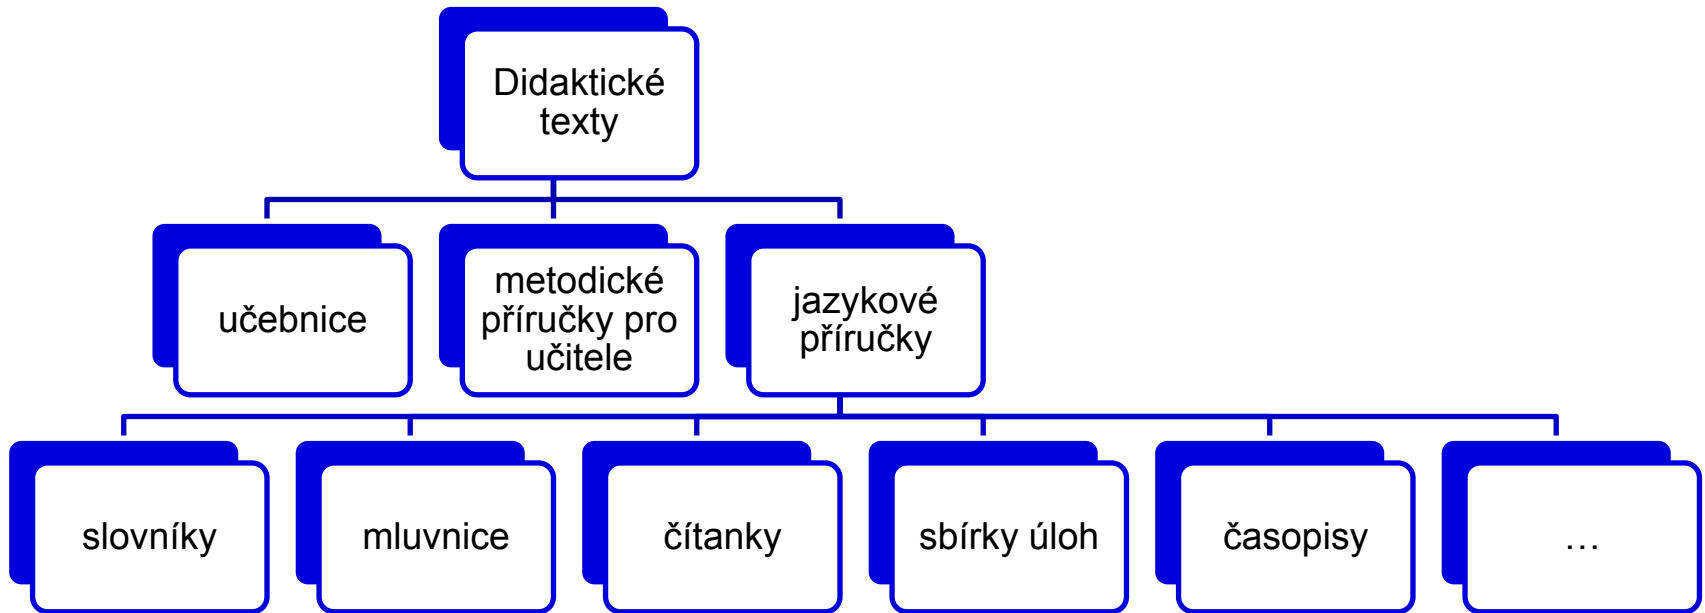 Didaktické
texty
učebnice
metodické
příručky pro
učitele
jazykové
příručky
slovníky
mluvnice
čítanky
sbírky úloh
časopisy
…